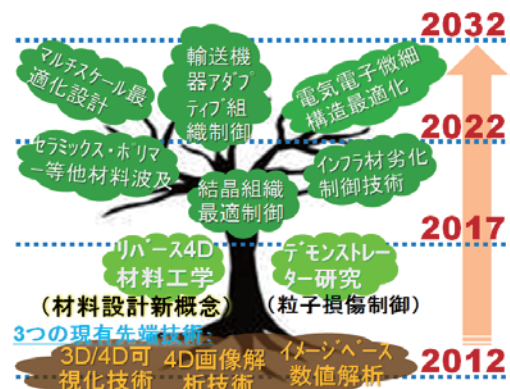 2032
マルチスケール最
適化設計
輸送機
器アダプ
ティブ組
織制御
電気電子微細
構造最適化
2022
セラミックス・ポリマ
ー等他材料波及
結晶組織
最適制御
インフラ材劣化
制御技術
2017
リバース4D
材料工学
(材料設計新概念)
デモンストレー
ター研究
(粒子損傷制御)
3つの現有先端技術:
3D/4D可
視化技術
4D画像解
析技術
イメージベース
数値解析
2012